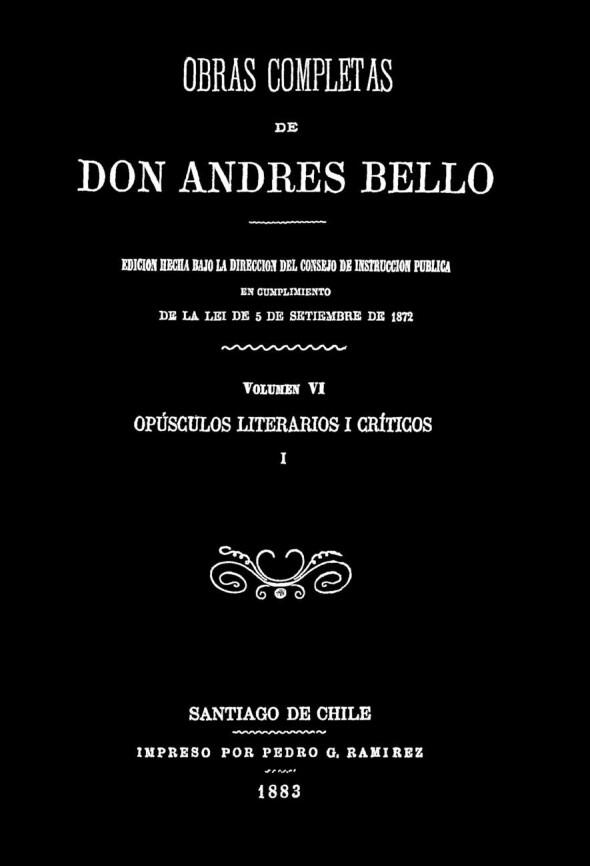 OBRAS COMPLETAS
DE
DON ANDRES BELLO
EDICION HECHA BAJO LA DIRECCION DEL CONSEJO DE INSTRUCCION PUBLICA
EN CUMPLIMIENTO
DE LA LEI DE 5 DE SETIEMBRE DE 1872
VOLUMEN VI
OPÚSCULOS LITERARIOS I CRÍTICOS
I
SANTIAGO DE CHILE
IMPRESO POR PEDRO G. RAMIREZ
1883